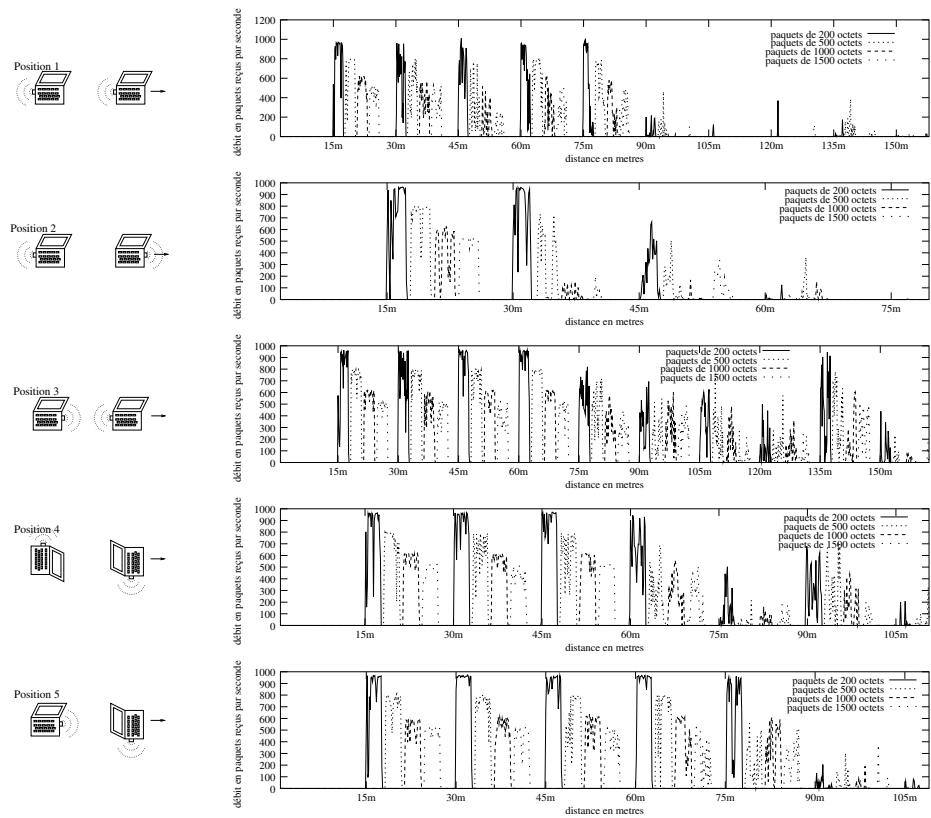 Position 1
débit en paquets reçus par seconde
1200
1000
800
600
400
200
0
paquets de 200 octets
paquets de 500 octets
paquets de 1000 octets
paquets de 1500 octets
15m 30m 45m 60m 75m 90m 105m 120m 135m 150m
distance en metres
Position 2
débit en paquets reçus par seconde
1000
900
800
700
600
500
400
300
200
100
0
paquets de 200 octets
paquets de 500 octets
paquets de 1000 octets
paquets de 1500 octets
15m 30m 45m 60m 75m
distance en metres
Position 3
débit en paquets reçus par seconde
1000
900
800
700
600
500
400
300
200
100
0
paquets de 200 octets
paquets de 500 octets
paquets de 1000 octets
paquets de 1500 octets
15m 30m 45m 60m 75m 90m 105m 120m 135m 150m
distance en metres
Position 4
débit en paquets reçus par seconde
1000
900
800
700
600
500
400
300
200
100
0
paquets de 200 octets
paquets de 500 octets
paquets de 1000 octets
paquets de 1500 octets
15m 30m 45m 60m 75m 90m 105m
distance en metres
Position 5
débit en paquets reçus par seconde
1000
900
800
700
600
500
400
300
200
100
0
paquets de 200 octets
paquets de 500 octets
paquets de 1000 octets
paquets de 1500 octets
15m 30m 45m 60m 75m 90m 105m
distance en metres